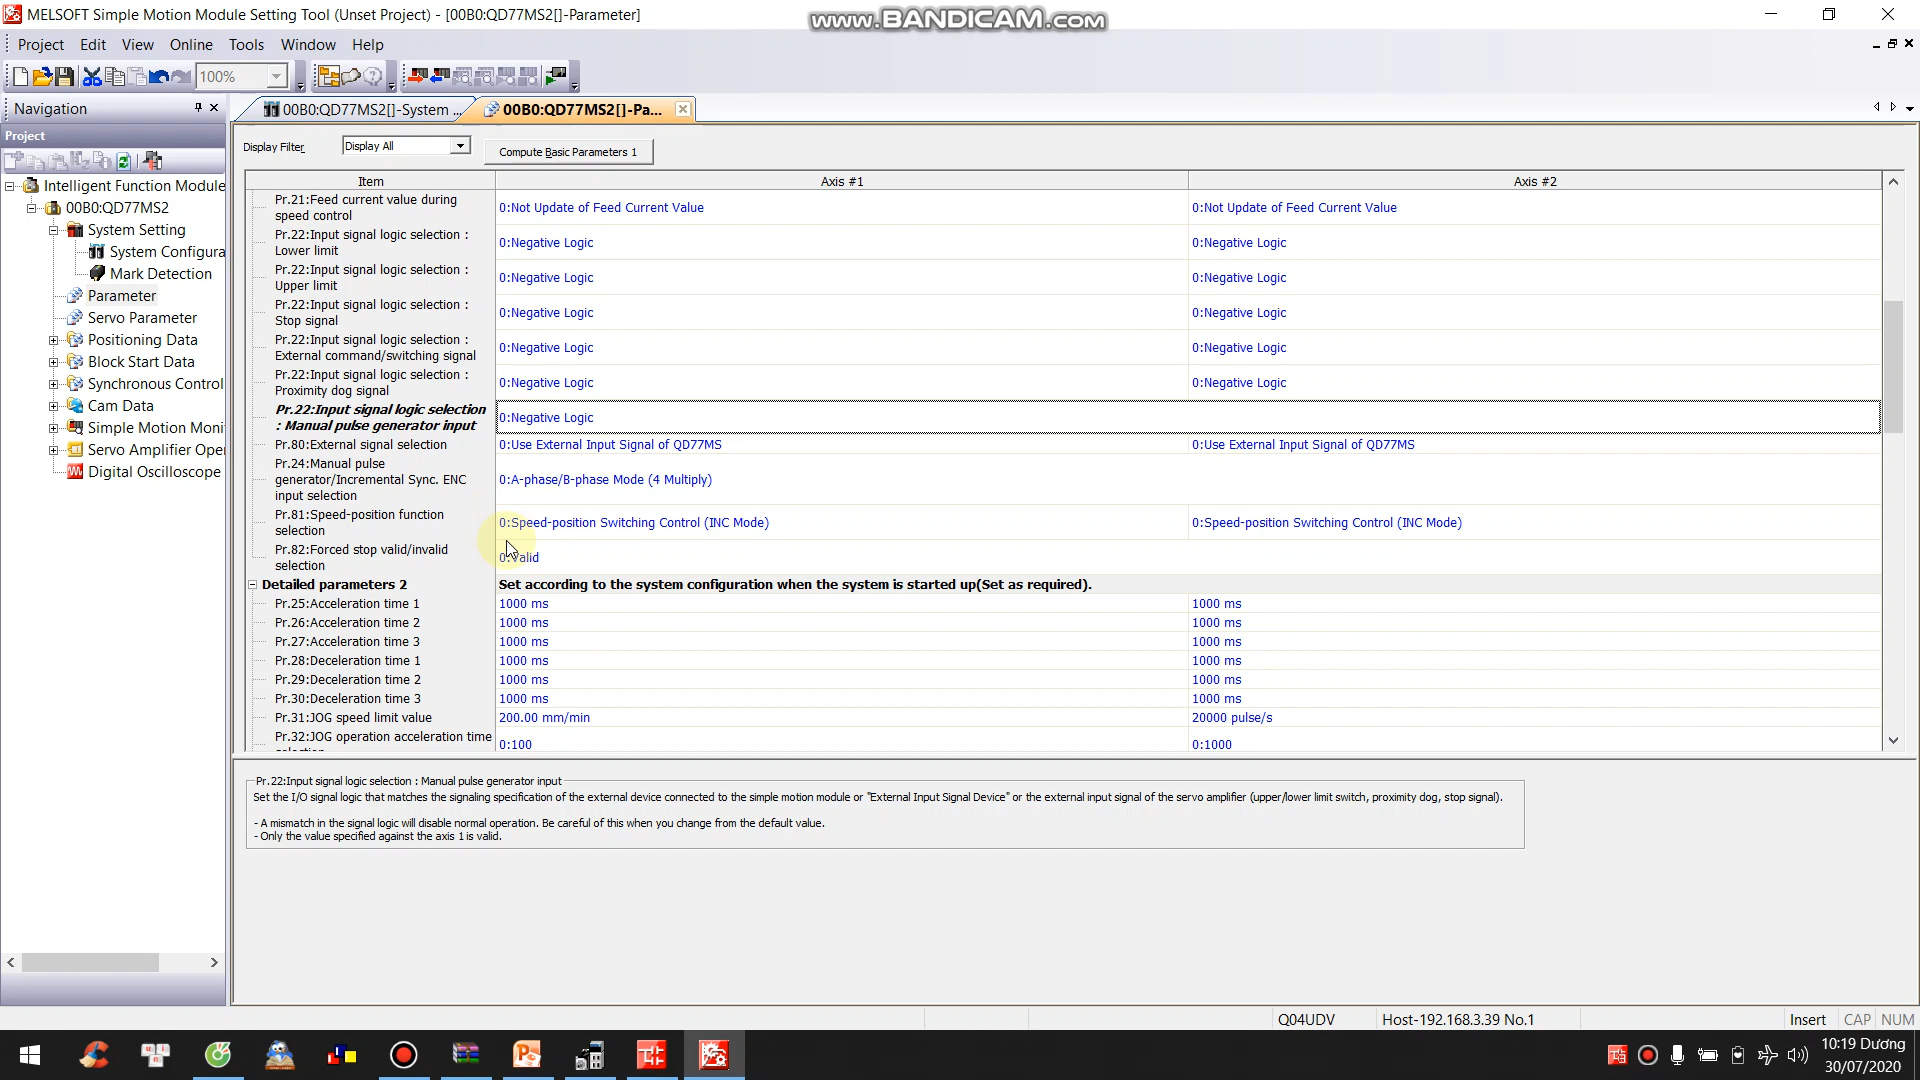 MELSOFT Simple Motion Module Setting Tool (Unset Project) - [00B0:QD77MS2[]-Parameter]
www.BANDICAM.com
Project Edit View Online Tools Window Help
100%
Navigation
00B0:QD77MS2[]-System ...
00B0:QD77MS2[]-Pa...
Project
Intelligent Function Module
00B0:QD77MS2
System Setting
System Configura
Mark Detection
Parameter
Servo Parameter
Positioning Data
Block Start Data
Synchronous Control
Cam Data
Simple Motion Moni
Servo Amplifier Oper
Digital Oscilloscope
Display Filter
Display All
Compute Basic Parameters 1
Item Axis #1 Axis #2
Pr.21:Feed current value during
speed control
0:Not Update of Feed Current Value 0:Not Update of Feed Current Value
Pr.22:Input signal logic selection :
Lower limit
0:Negative Logic 0:Negative Logic
Pr.22:Input signal logic selection :
Upper limit
0:Negative Logic 0:Negative Logic
Pr.22:Input signal logic selection :
Stop signal
0:Negative Logic 0:Negative Logic
Pr.22:Input signal logic selection :
External command/switching signal
0:Negative Logic 0:Negative Logic
Pr.22:Input signal logic selection :
Proximity dog signal
0:Negative Logic 0:Negative Logic
Pr.22:Input signal logic selection
: Manual pulse generator input
0:Negative Logic
Pr.80:External signal selection 0:Use External Input Signal of QD77MS 0:Use External Input Signal of QD77MS
Pr.24:Manual pulse
generator/Incremental Sync. ENC
input selection
0:A-phase/B-phase Mode (4 Multiply)
Pr.81:Speed-position function
selection
0:Speed-position Switching Control (INC Mode) 0:Speed-position Switching Control (INC Mode)
Pr.82:Forced stop valid/invalid
selection
0:Valid
Detailed parameters 2 Set according to the system configuration when the system is started up(Set as required).
Pr.25:Acceleration time 1 1000 ms 1000 ms
Pr.26:Acceleration time 2 1000 ms 1000 ms
Pr.27:Acceleration time 3 1000 ms 1000 ms
Pr.28:Deceleration time 1 1000 ms 1000 ms
Pr.29:Deceleration time 2 1000 ms 1000 ms
Pr.30:Deceleration time 3 1000 ms 1000 ms
Pr.31:JOG speed limit value 200.00 mm/min 20000 pulse/s
Pr.32:JOG operation acceleration time
0:100 0:1000
Pr.22:Input signal logic selection : Manual pulse generator input
Set the I/O signal logic that matches the signaling specification of the external device connected to the simple motion module or "External Input Signal Device" or the external input signal of the servo amplifier (upper/lower limit switch, proximity dog, stop signal).
- A mismatch in the signal logic will disable normal operation. Be careful of this when you change from the default value.
- Only the value specified against the axis 1 is valid.
Q04UDV Host-192.168.3.39 No.1 Insert CAP NUM
10:19 Dương
30/07/2020